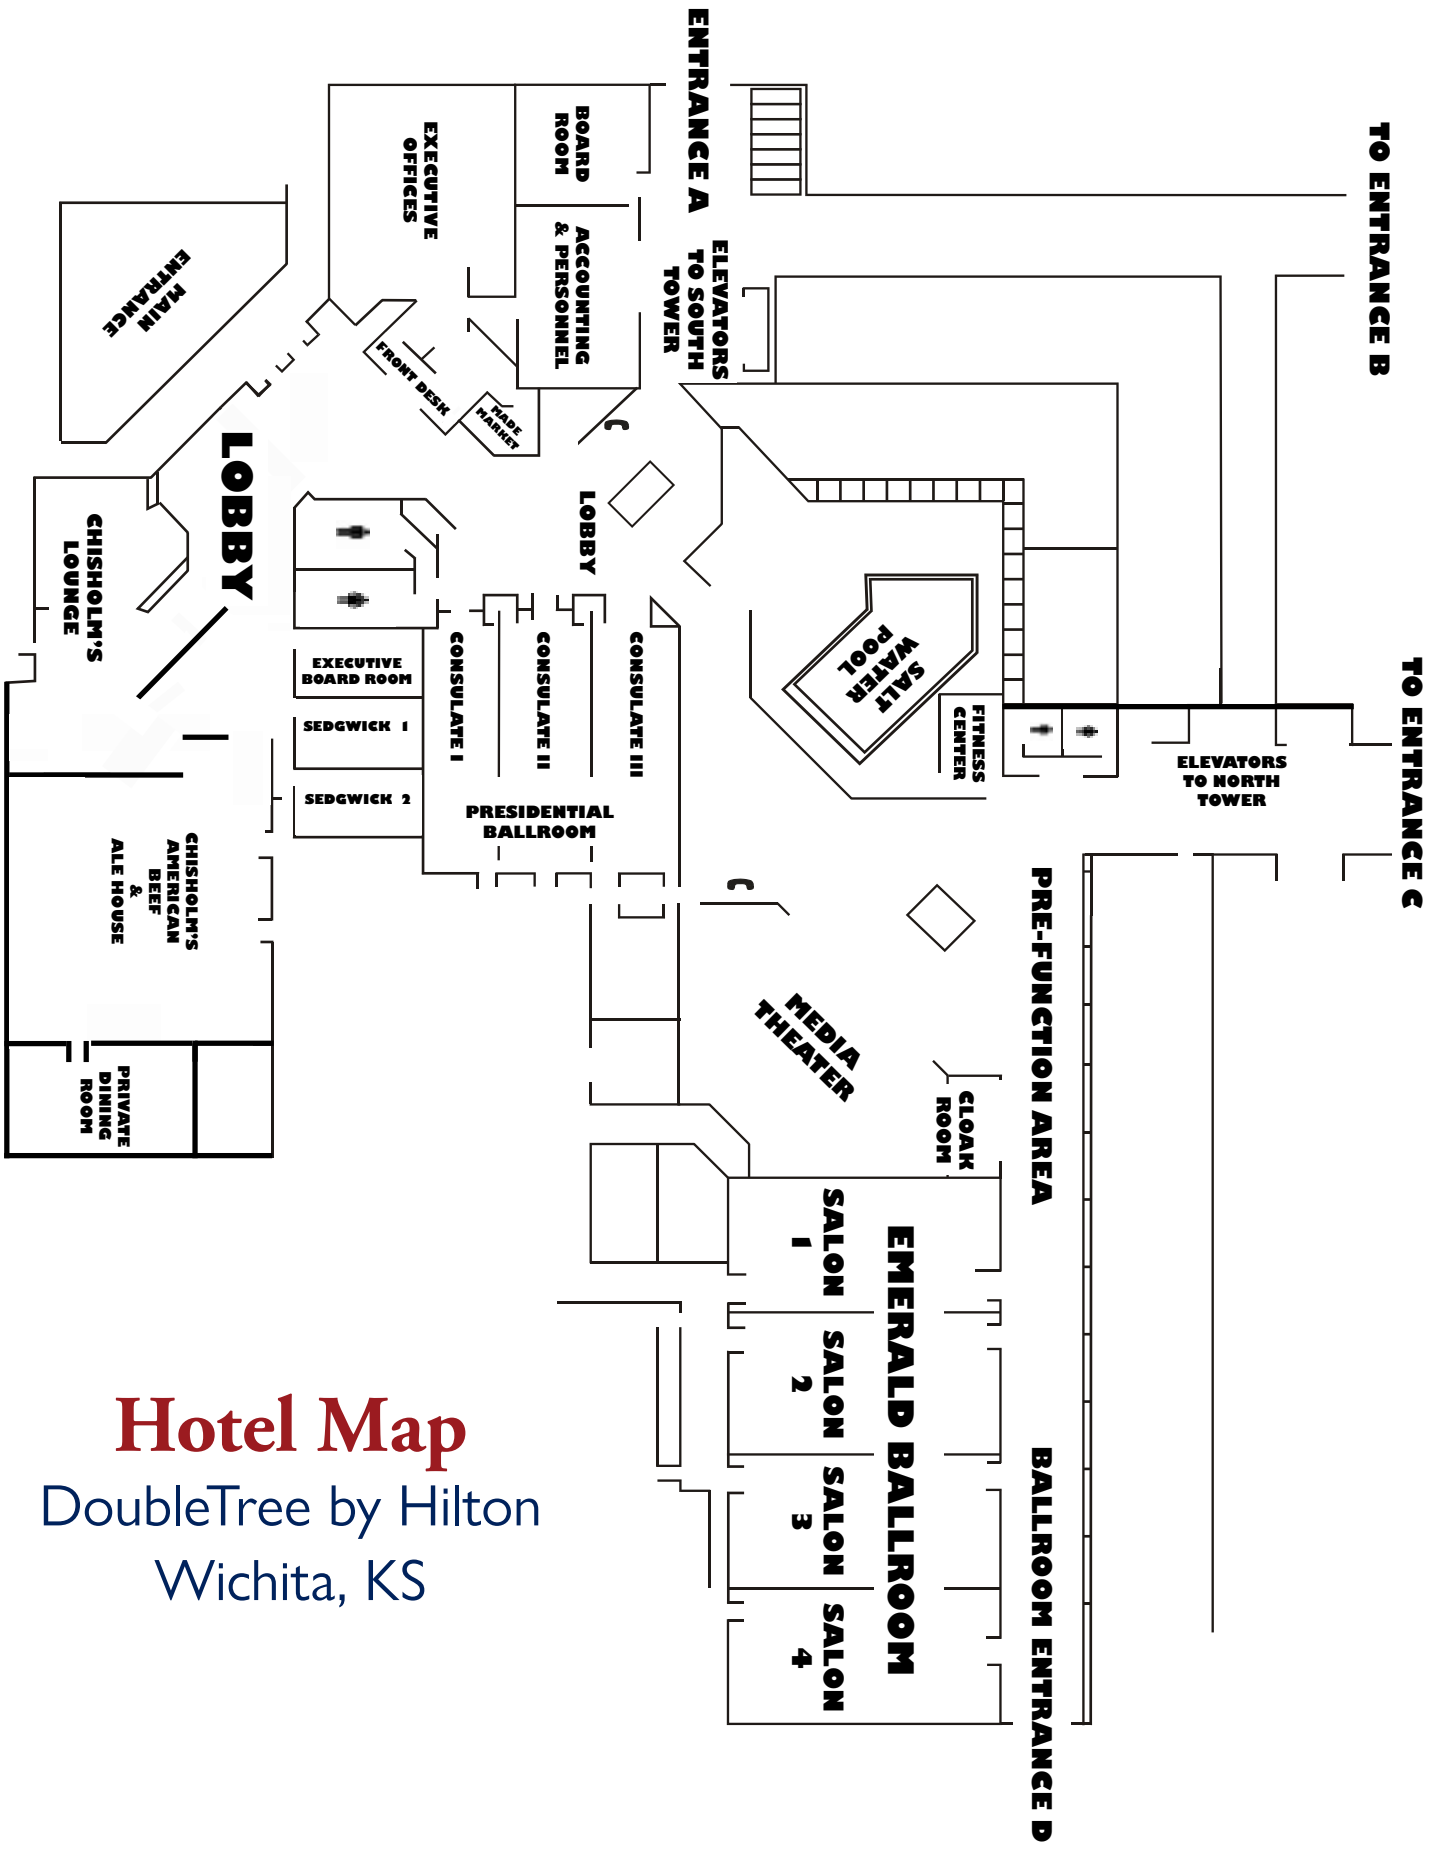 ENTRANCE A
TO ENTRANCE B
BOARD
ROOM
EXECUTIVE
OFFICES
ACCOUNTING
& PERSONNEL
ELEVATORS
TO SOUTH
TOWER
MAIN
ENTRANCE
FRONT DESK
MADE
MARKET
LOBBY
LOBBY
CHISHOLM'S
LOUNGE
EXECUTIVE
BOARD ROOM
SEDGWICK 1
SEDGWICK 2
CONSULATE I
CONSULATE II
CONSULATE III
PRESIDENTIAL
BALLROOM
SALT
WATER
POOL
FITNESS
CENTER
ELEVATORS
TO NORTH
TOWER
TO ENTRANCE C
CHISHOLM'S
AMERICAN
BEEF
&
ALE HOUSE
PRIVATE
DINING
ROOM
MEDIA
THEATER
CLOAK
ROOM
PRE-FUNCTION AREA
SALON
1
SALON
2
SALON
3
SALON
4
EMERALD BALLROOM
BALLROOM ENTRANCE D
Hotel Map
DoubleTree by Hilton
Wichita, KS